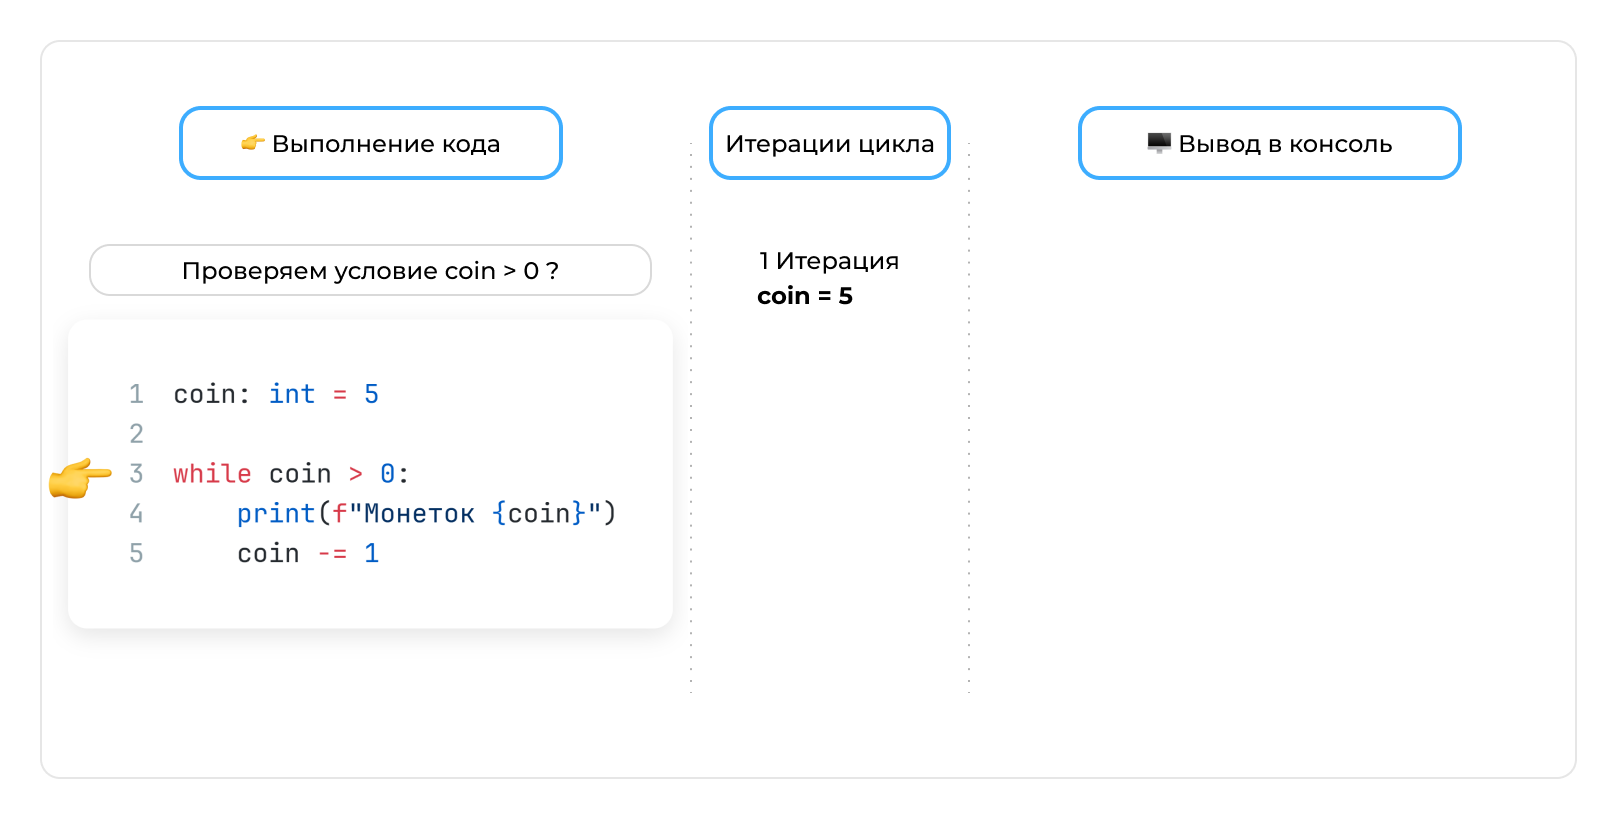 👉 Выполнение кода
Итерации цикла
🖥 Вывод в консоль
Проверяем условие coin > 0 ?
1 Итерация
coin = 5
1 coin: int = 5
2
3 while coin > 0:
4     print(f"Монеток {coin}")
5     coin -= 1